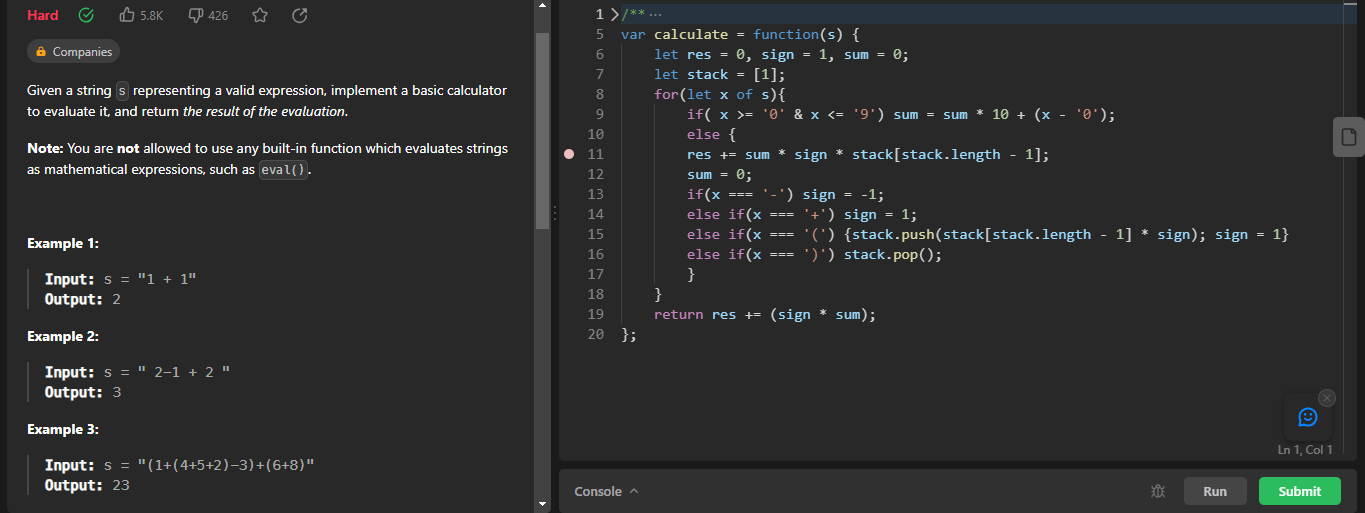 Hard 5.8K 426
Companies
Given a string s representing a valid expression, implement a basic calculator
to evaluate it, and return the result of the evaluation.
Note: You are not allowed to use any built-in function which evaluates strings
as mathematical expressions, such as eval().
Example 1:
Input: s = "1 + 1"
Output: 2
Example 2:
Input: s = " 2-1 + 2 "
Output: 3
Example 3:
Input: s = "(1+(4+5+2)-3)+(6+8)"
Output: 23
1 /** ...
5 var calculate = function(s) {
6 let res = 0, sign = 1, sum = 0;
7 let stack = [1];
8 for(let x of s){
9 if( x >= '0' & x <= '9') sum = sum * 10 + (x - '0');
10 else {
11 res += sum * sign * stack[stack.length - 1];
12 sum = 0;
13 if(x === '-') sign = -1;
14 else if(x === '+') sign = 1;
15 else if(x === '(') {stack.push(stack[stack.length - 1] * sign); sign = 1}
16 else if(x === ')') stack.pop();
17 }
18 }
19 return res += (sign * sum);
20 };
Ln 1, Col 1
Console Run Submit